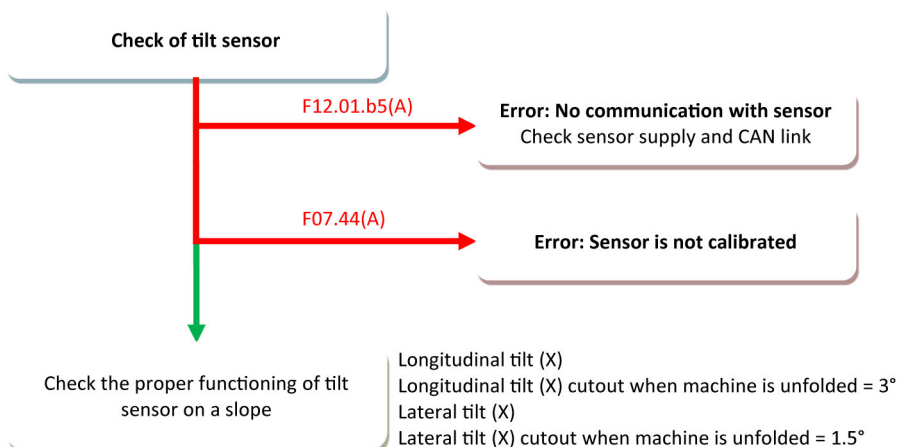 Check of tilt sensor
F12.01.b5(A)
Error: No communication with sensor
Check sensor supply and CAN link
F07.44(A)
Error: Sensor is not calibrated
Check the proper functioning of tilt
sensor on a slope
Longitudinal tilt (X)
Longitudinal tilt (X) cutout when machine is unfolded = 3°
Lateral tilt (X)
Lateral tilt (X) cutout when machine is unfolded = 1.5°